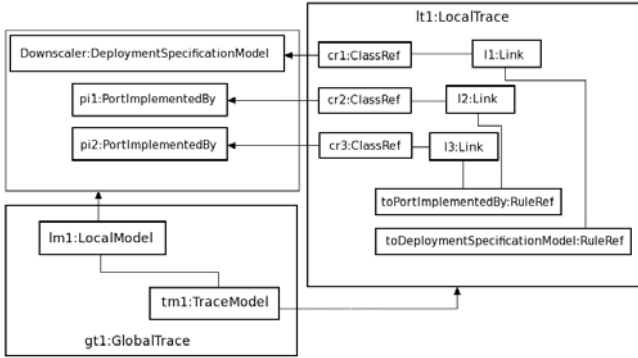 lt1:LocalTrace
Downscaler:DeploymentSpecificationModel
cr1:ClassRef
l1:Link
pi1:PortImplementedBy
cr2:ClassRef
l2:Link
pi2:PortImplementedBy
cr3:ClassRef
l3:Link
toPortImplementedBy:RuleRef
lm1:LocalModel
toDeploymentSpecificationModel:RuleRef
tm1:TraceModel
gt1:GlobalTrace